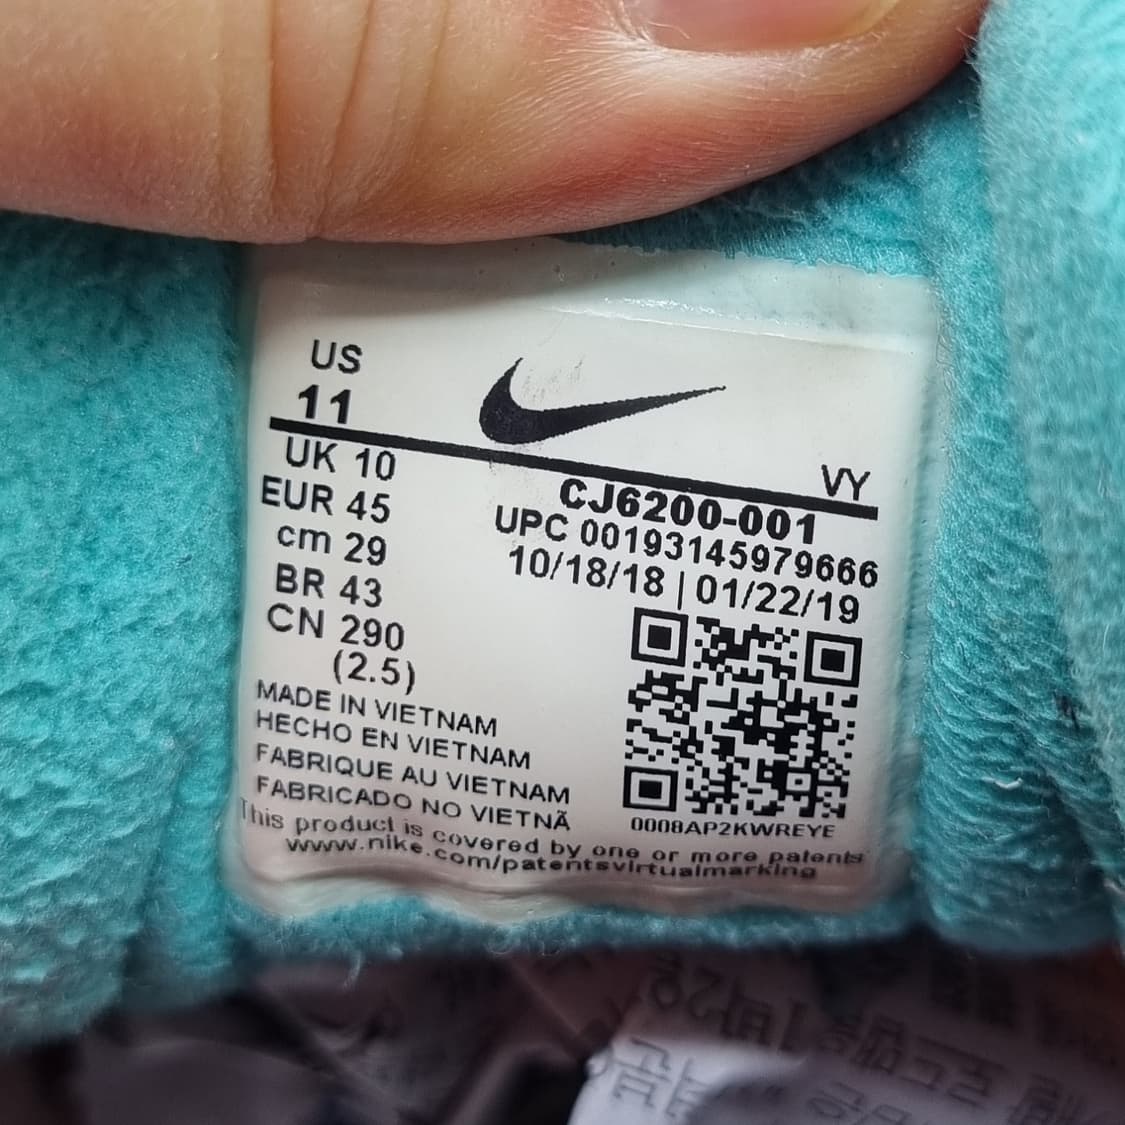 US
11
VY
UK 10
EUR 45
cm 29
BR 43
CN 290
(2.5)
CJ6200-001
UPC 00193145979666
10/18/18 | 01/22/19
MADE IN VIETNAM
HECHO EN VIETNAM
FABRIQUE AU VIETNAM
FABRICADO NO VIETNÃ
0008AP2KWREYE
This product is covered by one or more patents
www.nike.com/patentsvirtualmarking